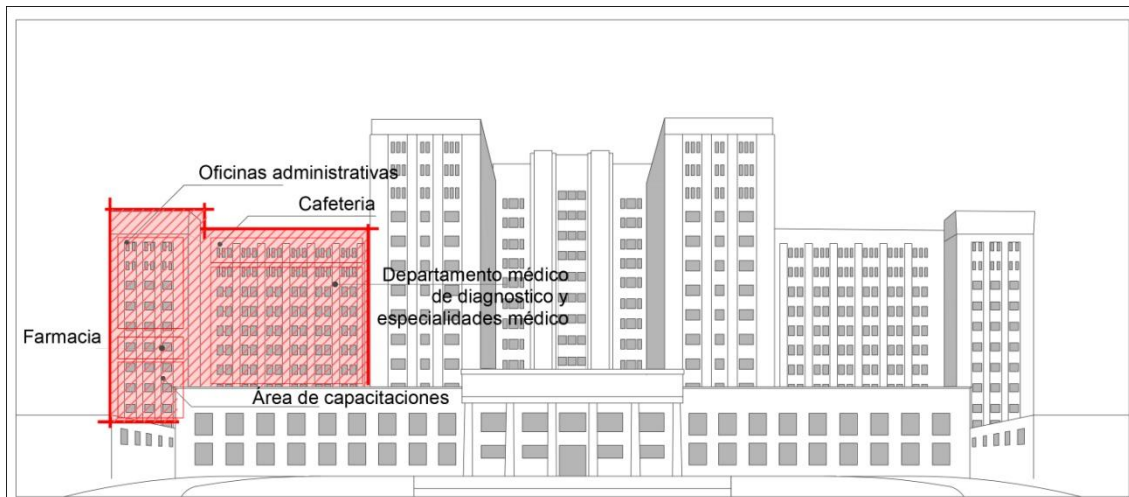 Oficinas administrativas
Cafeteria
Departamento médico
de diagnostico y
especialidades médico
Farmacia
Área de capacitaciones